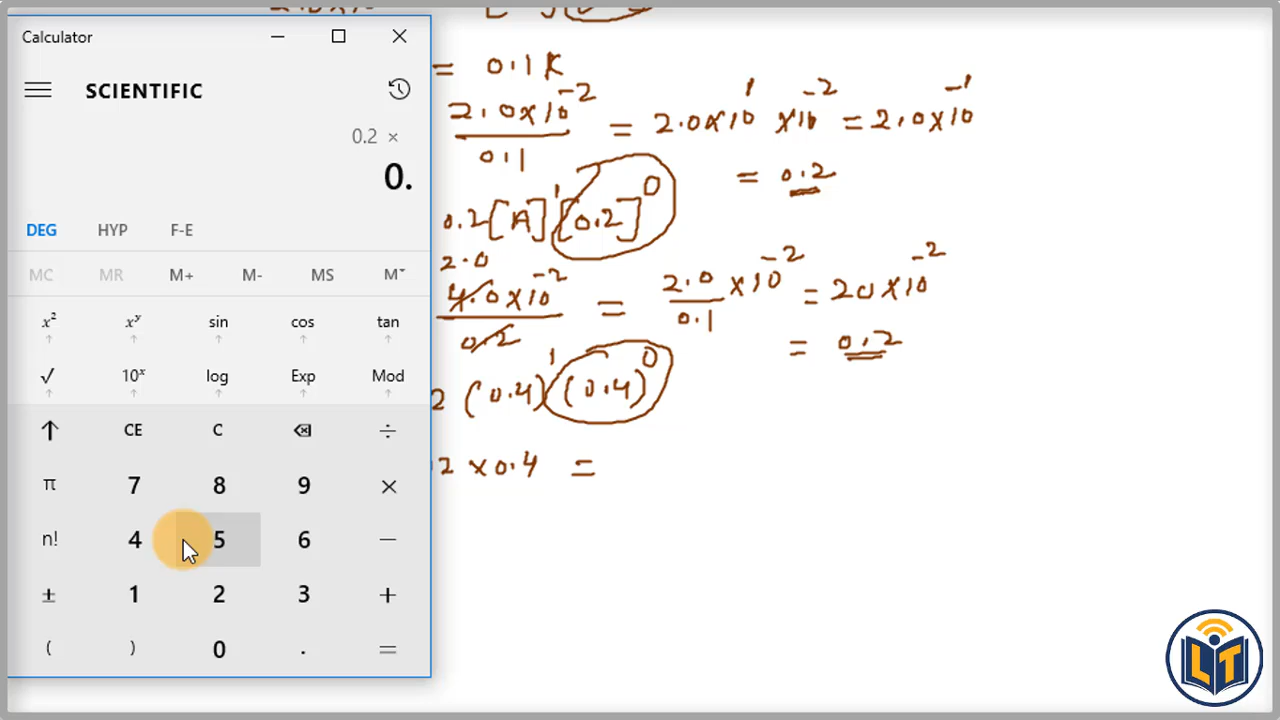 Calculator
SCIENTIFIC
0.2 ×
0.
DEG HYP F-E
MC MR M+ M- MS M˅
x² xʸ sin cos tan
√ 10ˣ log Exp Mod
↑ CE C ⌫ ÷
π 7 8 9 ×
n! 4 5 6 −
± 1 2 3 +
( ) 0 . =
= 0.1 K
2.0×10⁻² / 0.1 = 2.0×10¹ ×10⁻² = 2.0×10⁻¹
= 0.2
0.2[A]¹[0.2]⁰
2.0
4.0×10⁻² / 0.2 = 2.0 / 0.1 ×10⁻² = 20×10⁻²
= 0.2
2 (0.4)¹(0.4)⁰
.2 ×0.4 =
LT